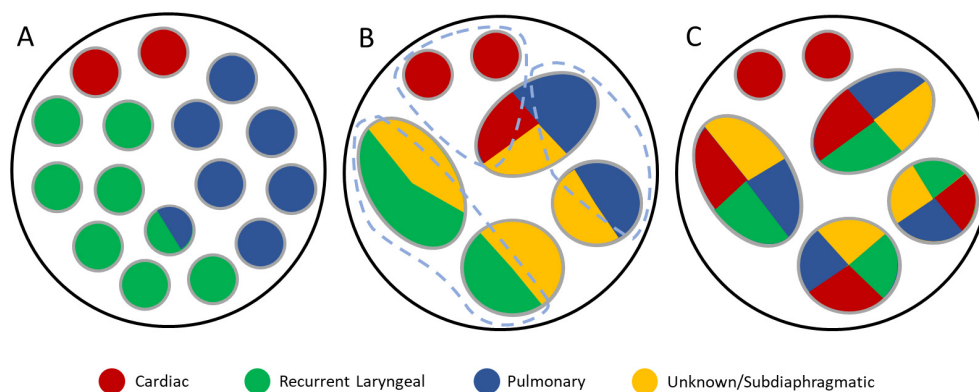 A
B
C
Cardiac
Recurrent Laryngeal
Pulmonary
Unknown/Subdiaphragmatic